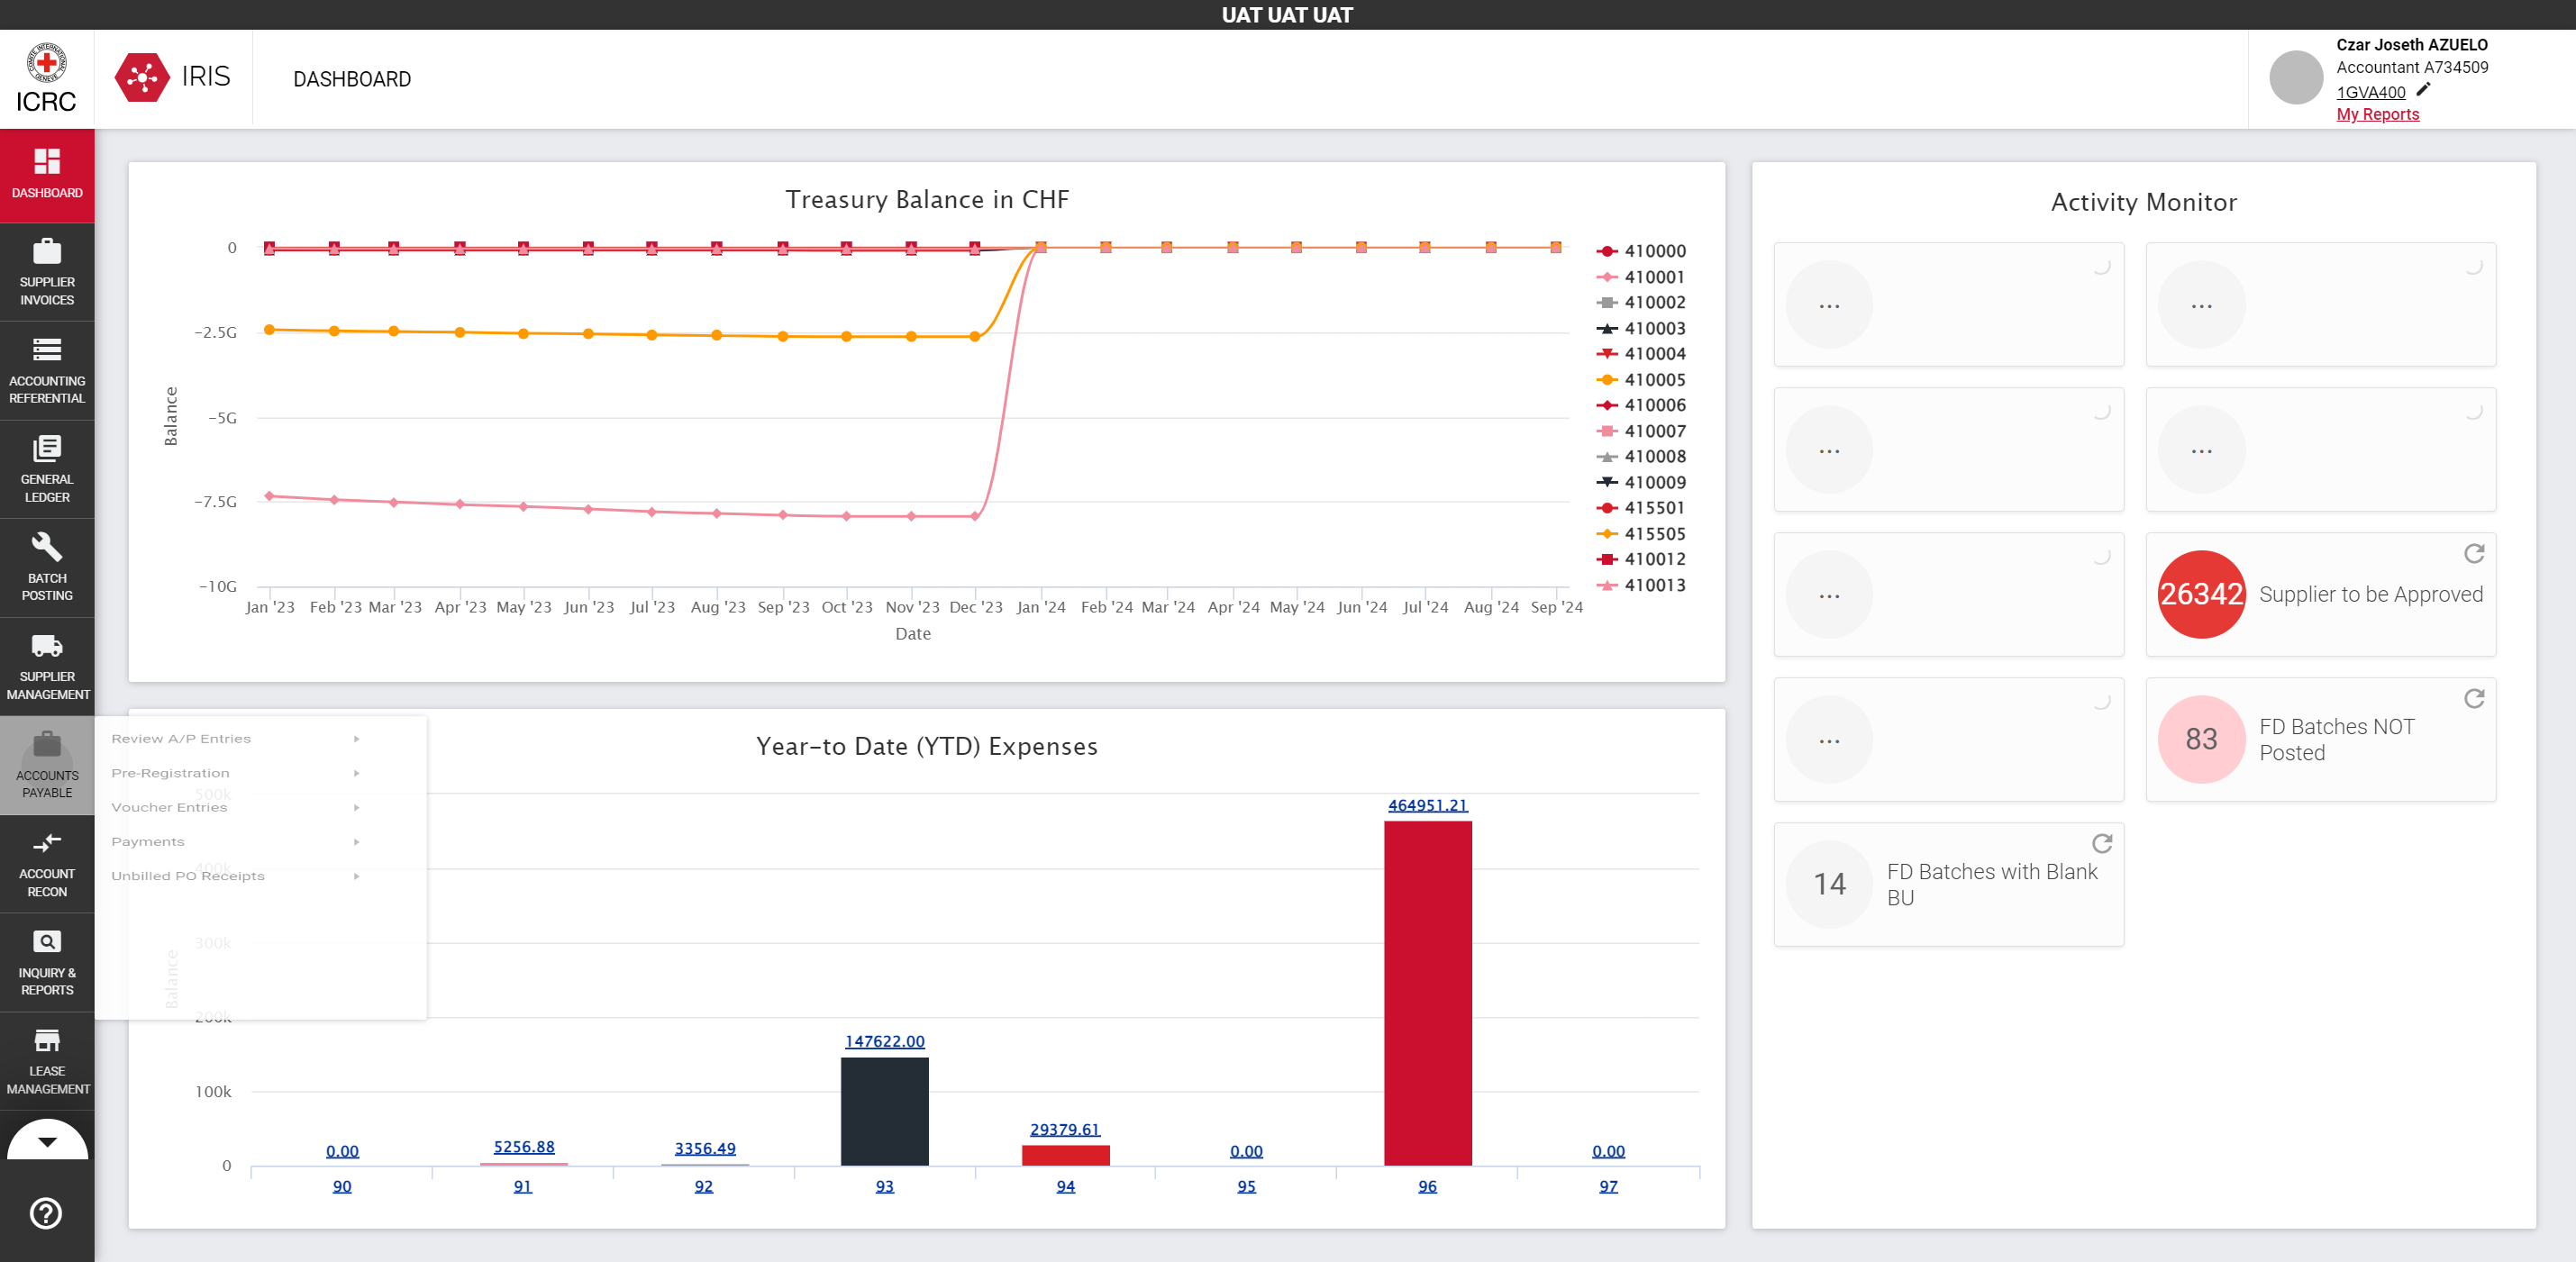 UAT UAT UAT
ICRC
IRIS
DASHBOARD
Czar Joseth AZUELO
Accountant A734509
1GVA400
My Reports
DASHBOARD
SUPPLIER
INVOICES
ACCOUNTING
REFERENTIAL
GENERAL
LEDGER
BATCH
POSTING
SUPPLIER
MANAGEMENT
ACCOUNTS
PAYABLE
ACCOUNT
RECON
INQUIRY &
REPORTS
LEASE
MANAGEMENT
Review A/P Entries
Pre-Registration
Voucher Entries
Payments
Unbilled PO Receipts
Treasury Balance in CHF
0
−2.5G
−5G
−7.5G
−10G
Balance
Jan '23 Feb '23 Mar '23 Apr '23 May '23 Jun '23 Jul '23 Aug '23 Sep '23 Oct '23 Nov '23 Dec '23 Jan '24 Feb '24 Mar '24 Apr '24 May '24 Jun '24 Jul '24 Aug '24 Sep '24
Date
410000
410001
410002
410003
410004
410005
410006
410007
410008
410009
415501
415505
410012
410013
Year-to Date (YTD) Expenses
500k
400k
300k
200k
100k
0
Balance
0.00 5256.88 3356.49 147622.00 29379.61 0.00 464951.21 0.00
90 91 92 93 94 95 96 97
Activity Monitor
... ...
... ...
...
26342 Supplier to be Approved
...
83 FD Batches NOT
Posted
14 FD Batches with Blank
BU